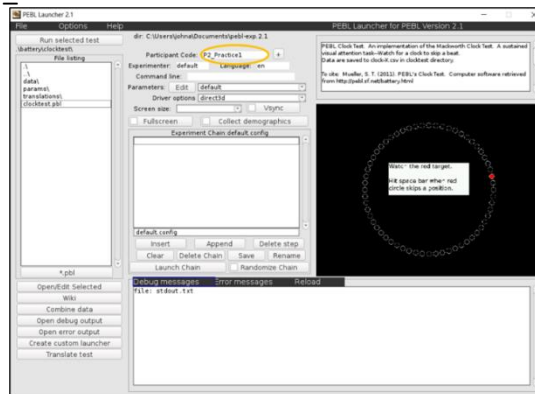 PEBL Launcher 2.1
File Options Help
PEBL Launcher for PEBL Version 2.1
Run selected test
.\battery\clocktest\
File listing
.\
..\
data\
params\
translations\
clocktest.pbl
*.pbl
Open/Edit Selected
Wiki
Combine data
Open debug output
Open error output
Create custom launcher
Translate test
dir: C:\Users\johna\Documents\pebl-exp.2.1
Participant Code: P2_Practice1 +
Experimenter: default Language: en
Command line:
Parameters: Edit default
Driver options direct3d
Screen size: Vsync
Fullscreen Collect demographics
Experiment Chain default.config
default.config
Insert Append Delete step
Clear Delete Chain Save Rename
Launch Chain Randomize Chain
PEBL Clock Test. An implementation of the Mackworth Clock Test. A sustained
visual attention task--Watch for a clock to skip a beat.
Data are saved to clock-X.csv in clocktest directory.
To site: Mueller, S. T. (2011). PEBL's Clock Test. Computer software retrieved
from http://pebl.sf.net/battery.html
Watch the red target.
Hit space bar when red
circle skips a position.
Debug messages Error messages Reload
file: stdout.txt